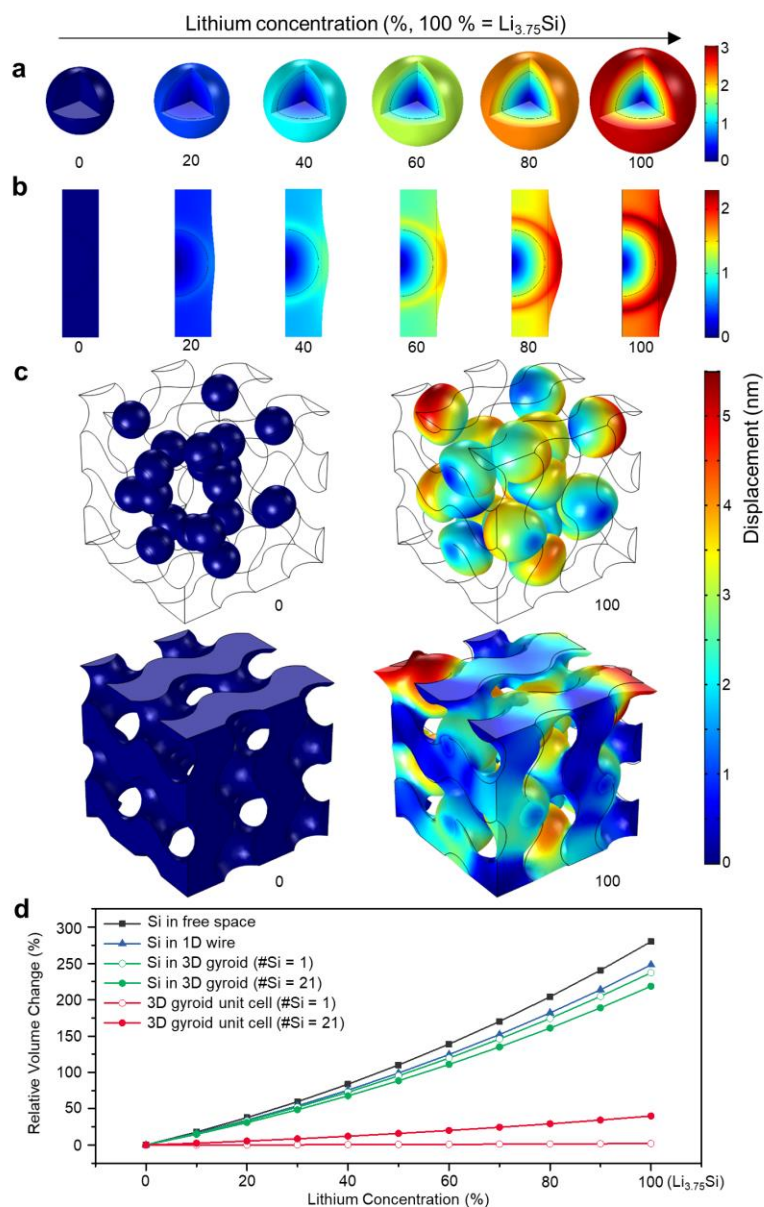 Lithium concentration (%, 100 % = Li3.75Si)
a
0 20 40 60 80 100
3
2
1
0
b
0 20 40 60 80 100
2
1
0
c
0 100
0 100
5
4
3
2
1
0
Displacement (nm)
d
Relative Volume Change (%)
300
250
200
150
100
50
0
Si in free space
Si in 1D wire
Si in 3D gyroid (#Si = 1)
Si in 3D gyroid (#Si = 21)
3D gyroid unit cell (#Si = 1)
3D gyroid unit cell (#Si = 21)
0 20 40 60 80 100 (Li3.75Si)
Lithium Concentration (%)